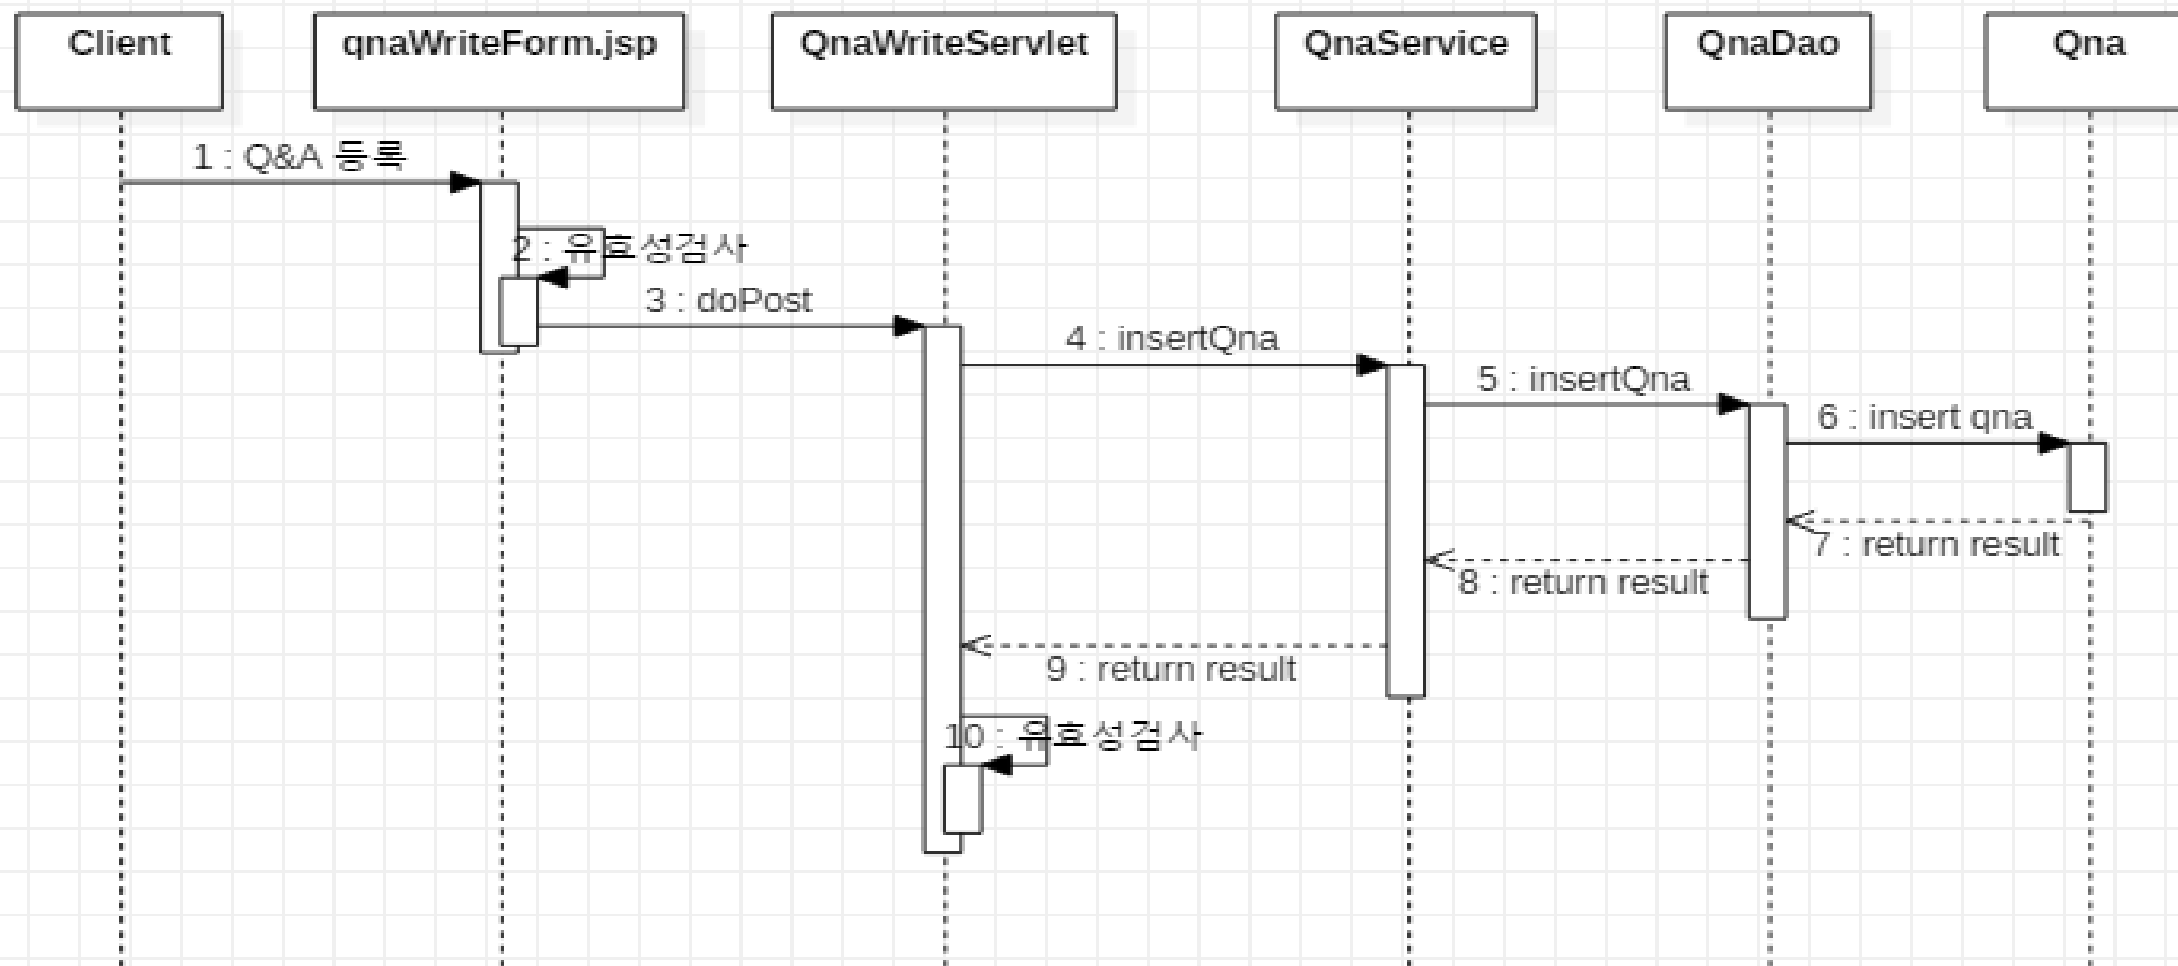 Client
qnaWriteForm.jsp
QnaWriteServlet
QnaService
QnaDao
Qna
1 : Q&A 등록
2 : 유효성검사
3 : doPost
4 : insertQna
5 : insertQna
6 : insert qna
7 : return result
8 : return result
9 : return result
10 : 유효성검사